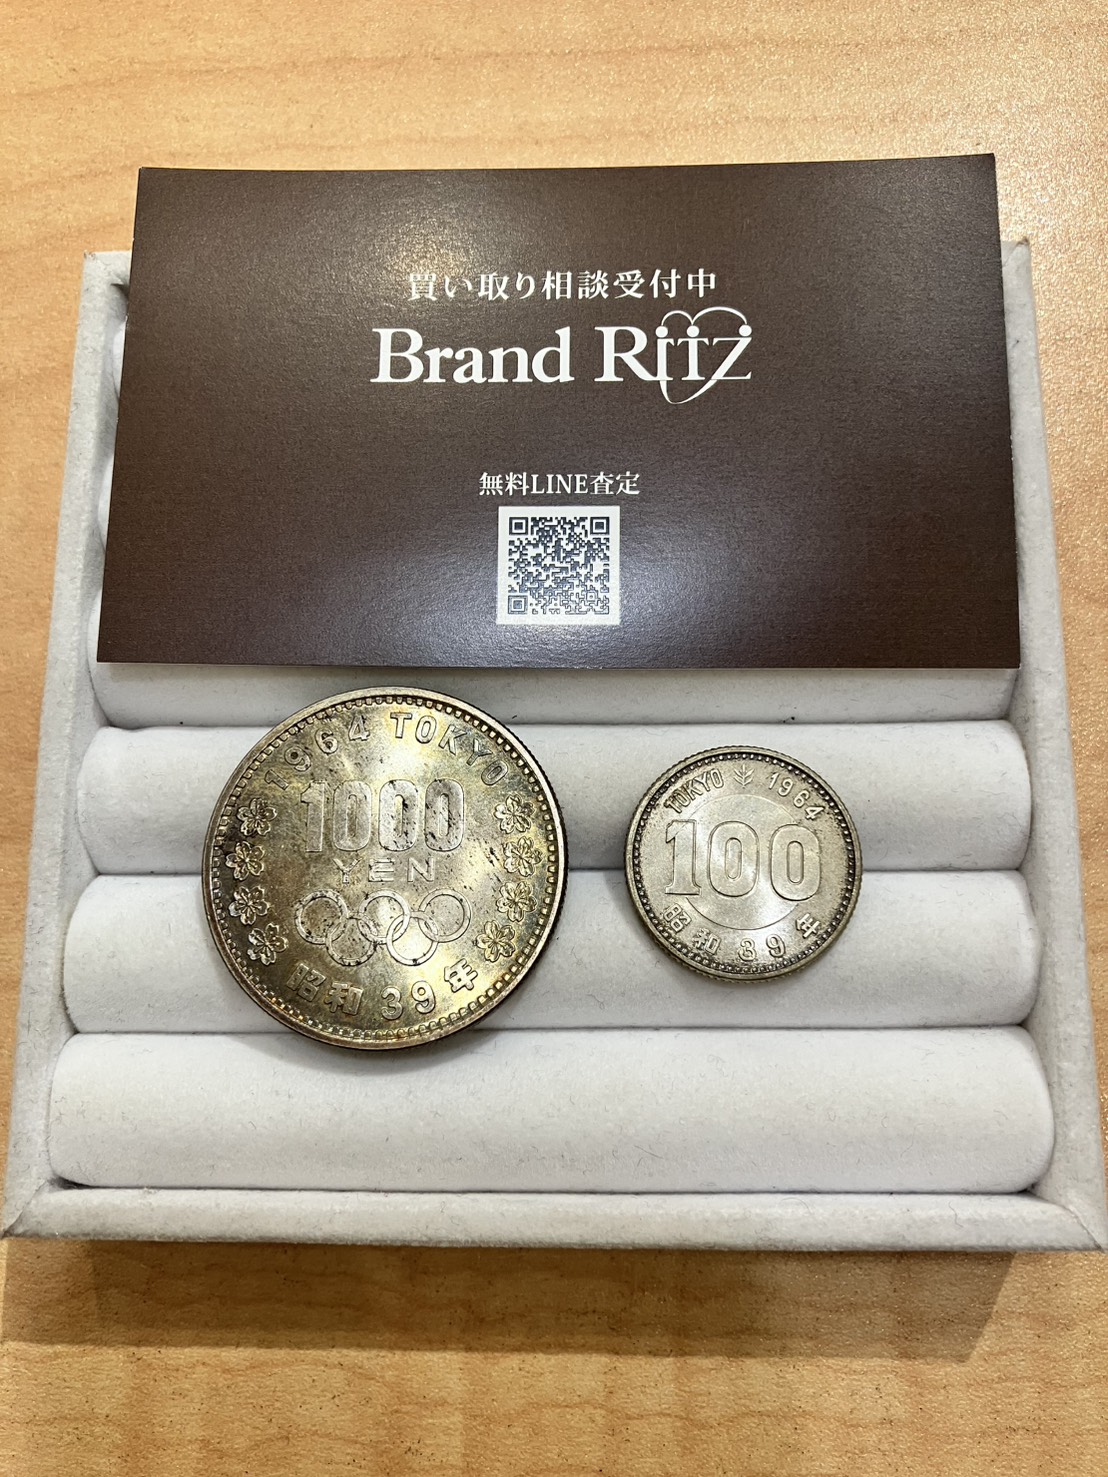 買い取り相談受付中
Brand RITZ
無料LINE査定
1964 TOKYO
1000
YEN
昭和39年
TOKYO 1964
100
昭和39年